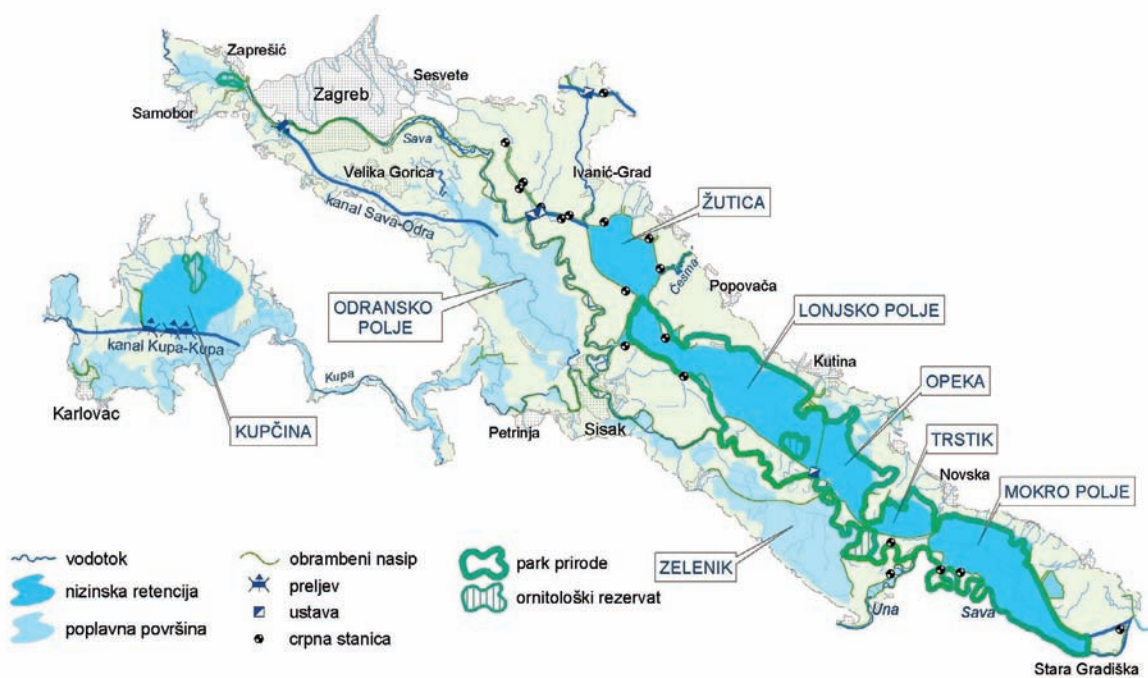 Zaprešić
Sesvete
Zagreb
Samobor
Sava
Velika Gorica
Ivanić-Grad
ŽUTICA
kanal Sava-Odra
Česma
Popovača
ODRANSKO
POLJE
LONJSKO POLJE
kanal Kupa-Kupa
Kutina
Kupa
OPEKA
Karlovac
KUPČINA
Petrinja
Sisak
TRSTIK
Novska
MOKRO POLJE
ZELENIK
Una
Sava
Stara Gradiška
vodotok
nizinska retencija
poplavna površina
obrambeni nasip
preljev
ustava
crpna stanica
park prirode
ornitološki rezervat